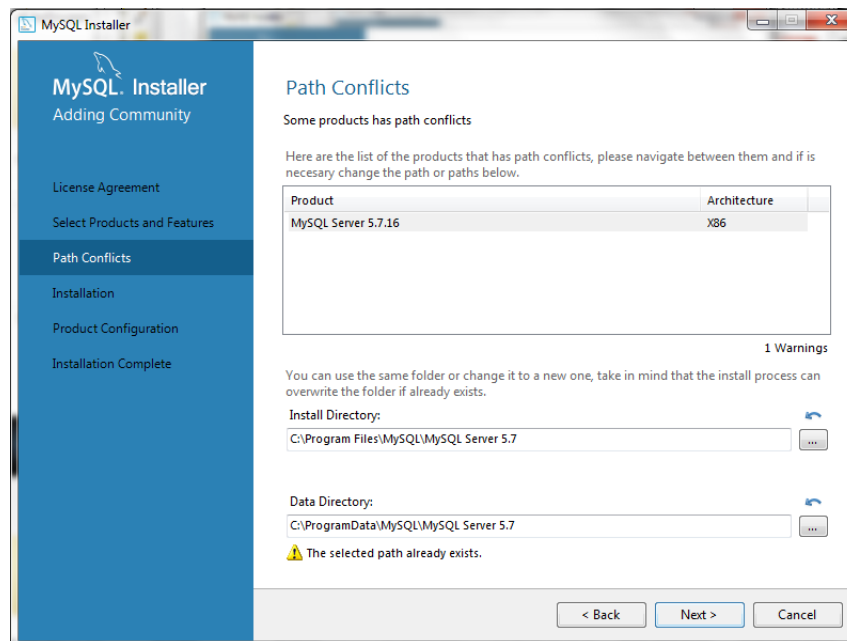 MySQL Installer
MySQL. Installer
Adding Community
License Agreement
Select Products and Features
Path Conflicts
Installation
Product Configuration
Installation Complete
Path Conflicts
Some products has path conflicts
Here are the list of the products that has path conflicts, please navigate between them and if is
necesary change the path or paths below.
Product Architecture
MySQL Server 5.7.16 X86
1 Warnings
You can use the same folder or change it to a new one, take in mind that the install process can
overwrite the folder if already exists.
Install Directory:
C:\Program Files\MySQL\MySQL Server 5.7
...
Data Directory:
C:\ProgramData\MySQL\MySQL Server 5.7
...
The selected path already exists.
< Back Next > Cancel